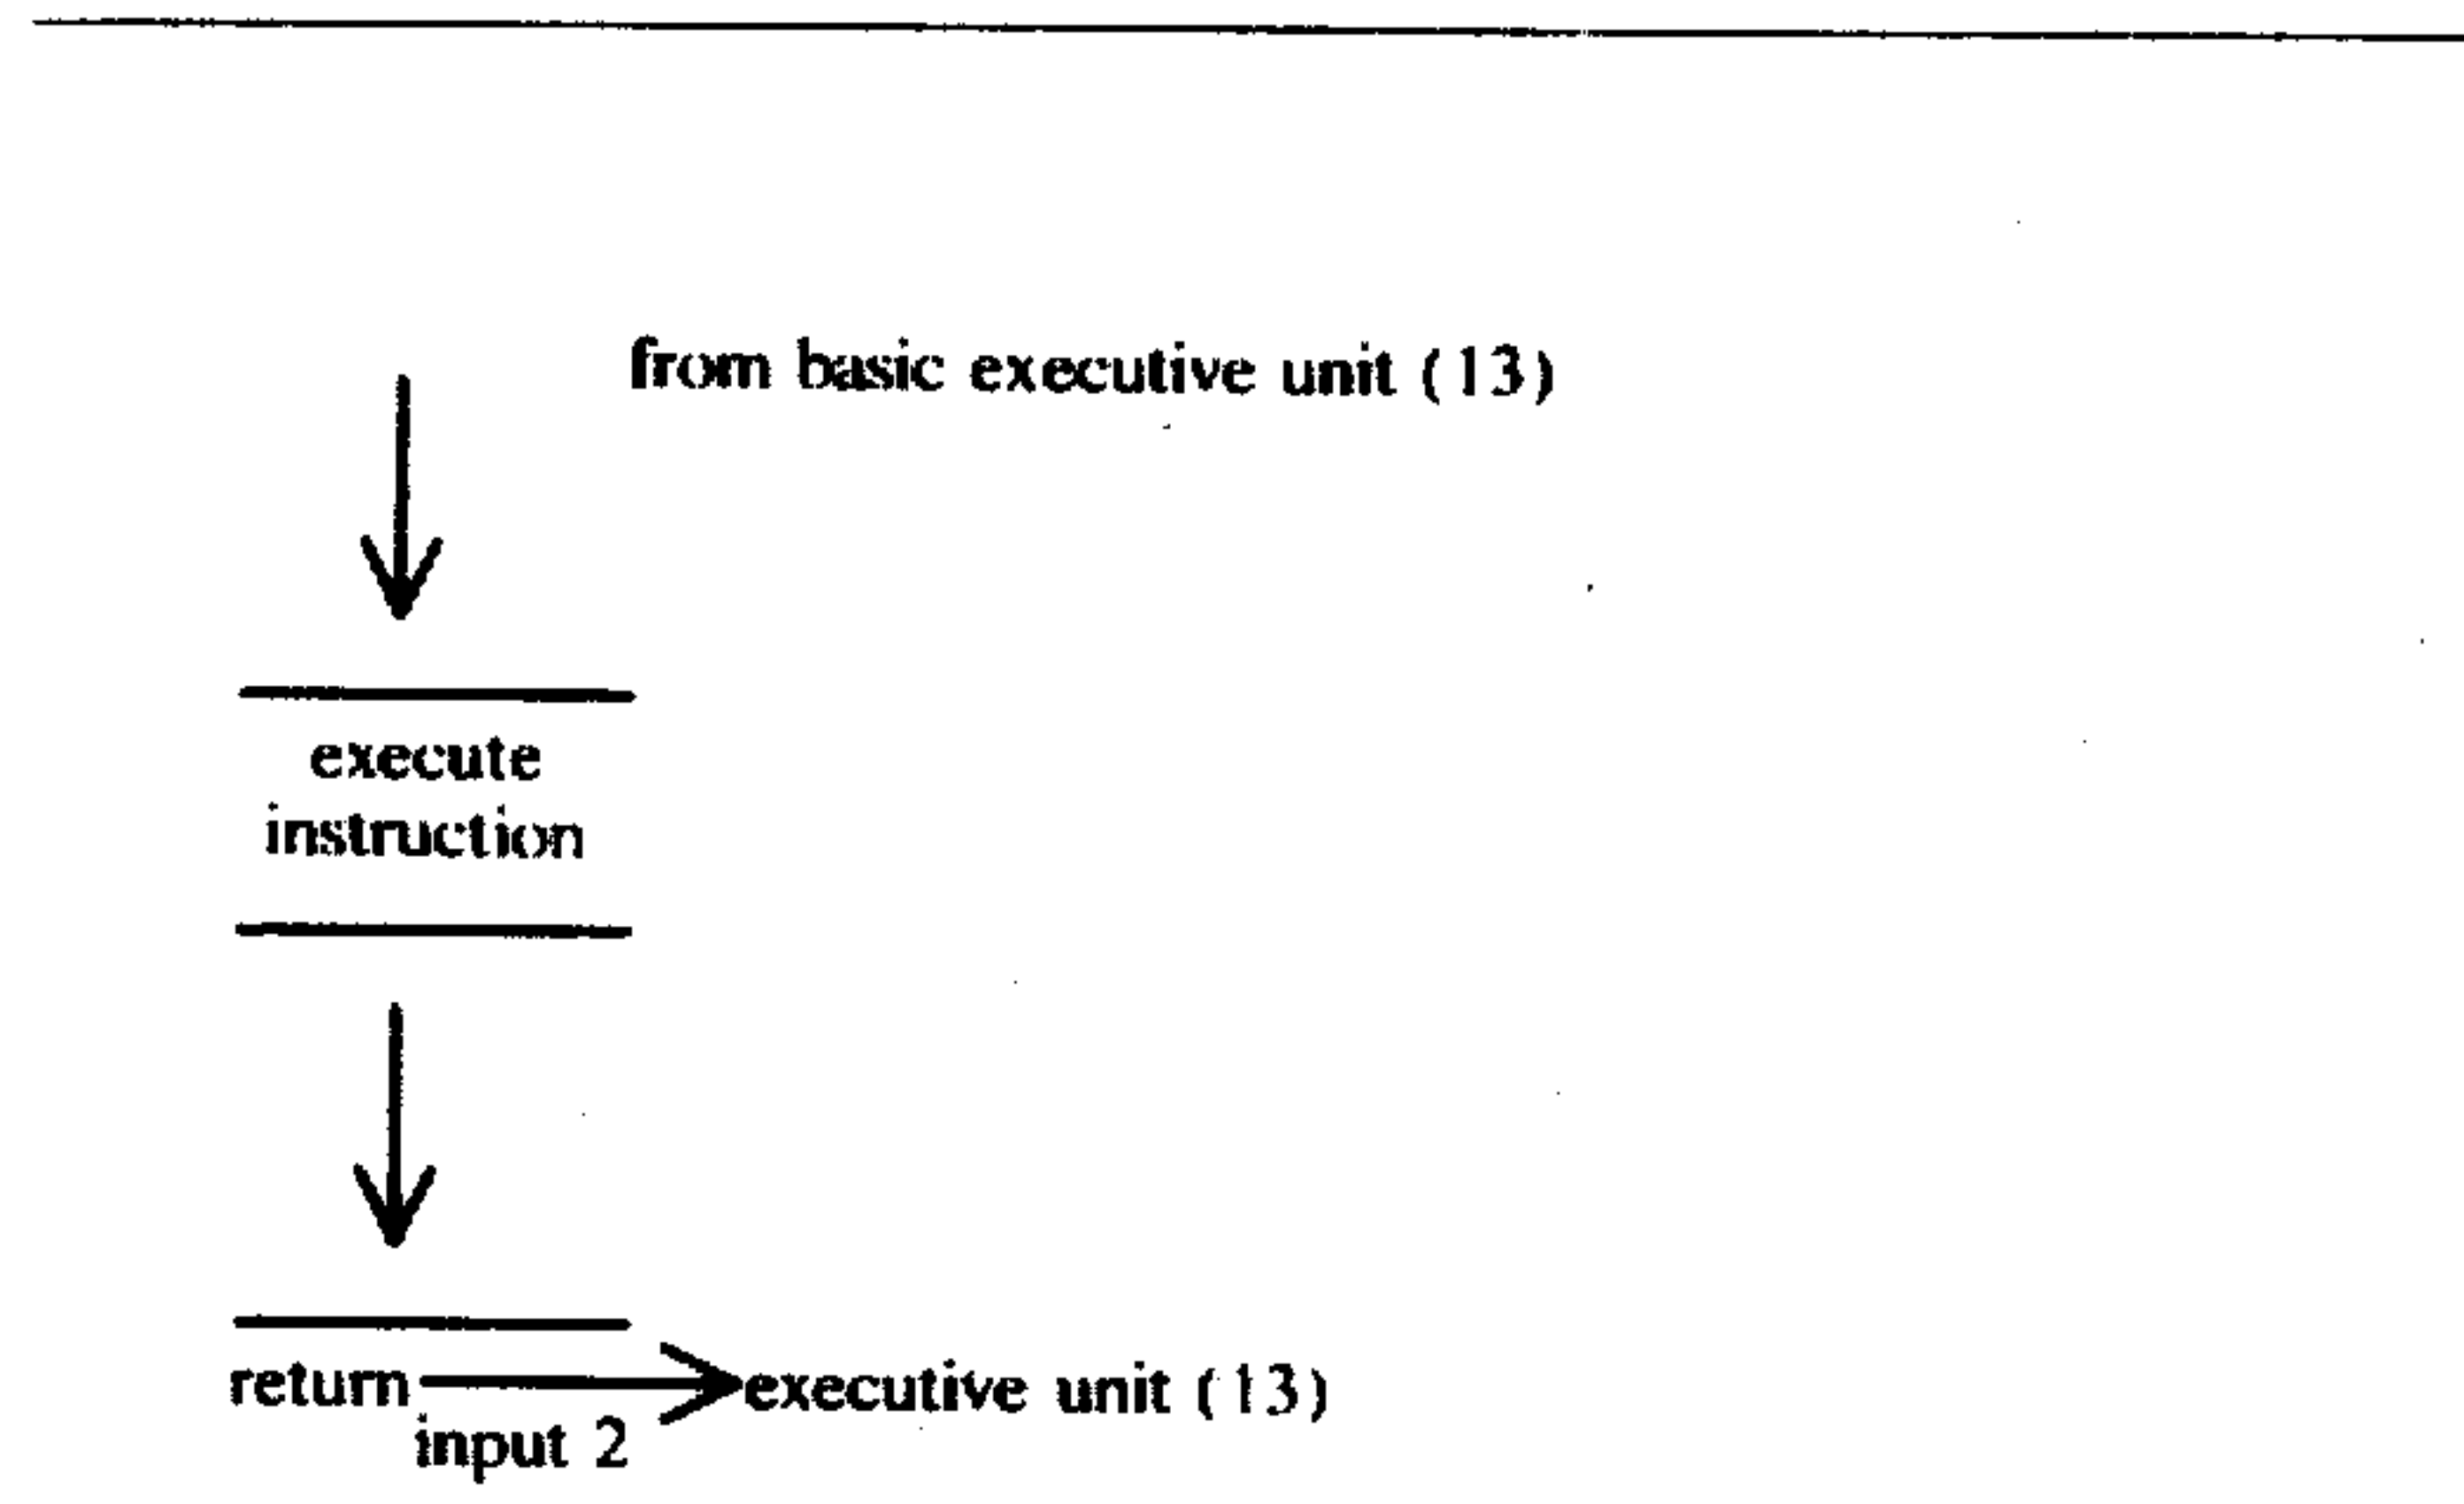 from basic executive unit (13)
execute
instruction
return executive unit (13)
input 2